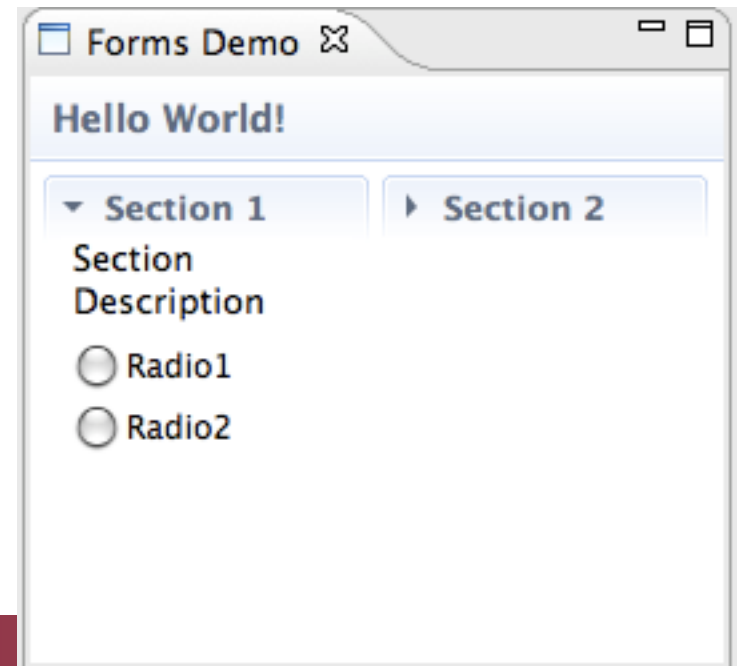 Forms Demo
Hello World!
Section 1
Section 2
Section
Description
Radio1
Radio2